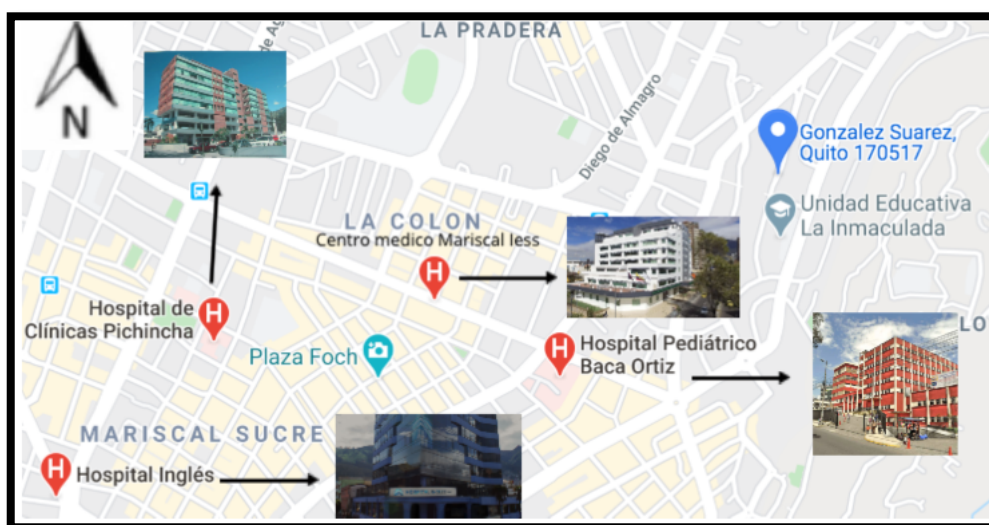 LA PRADERA
N
Diego de Almagro
Gonzalez Suarez,
Quito 170517
Unidad Educativa
La Inmaculada
LA COLON
Centro medico Mariscal Iess
H
Hospital de
Clínicas Pichincha
H
Plaza Foch
H
Hospital Pediátrico
Baca Ortiz
LO
MARISCAL SUCRE
H
Hospital Inglés